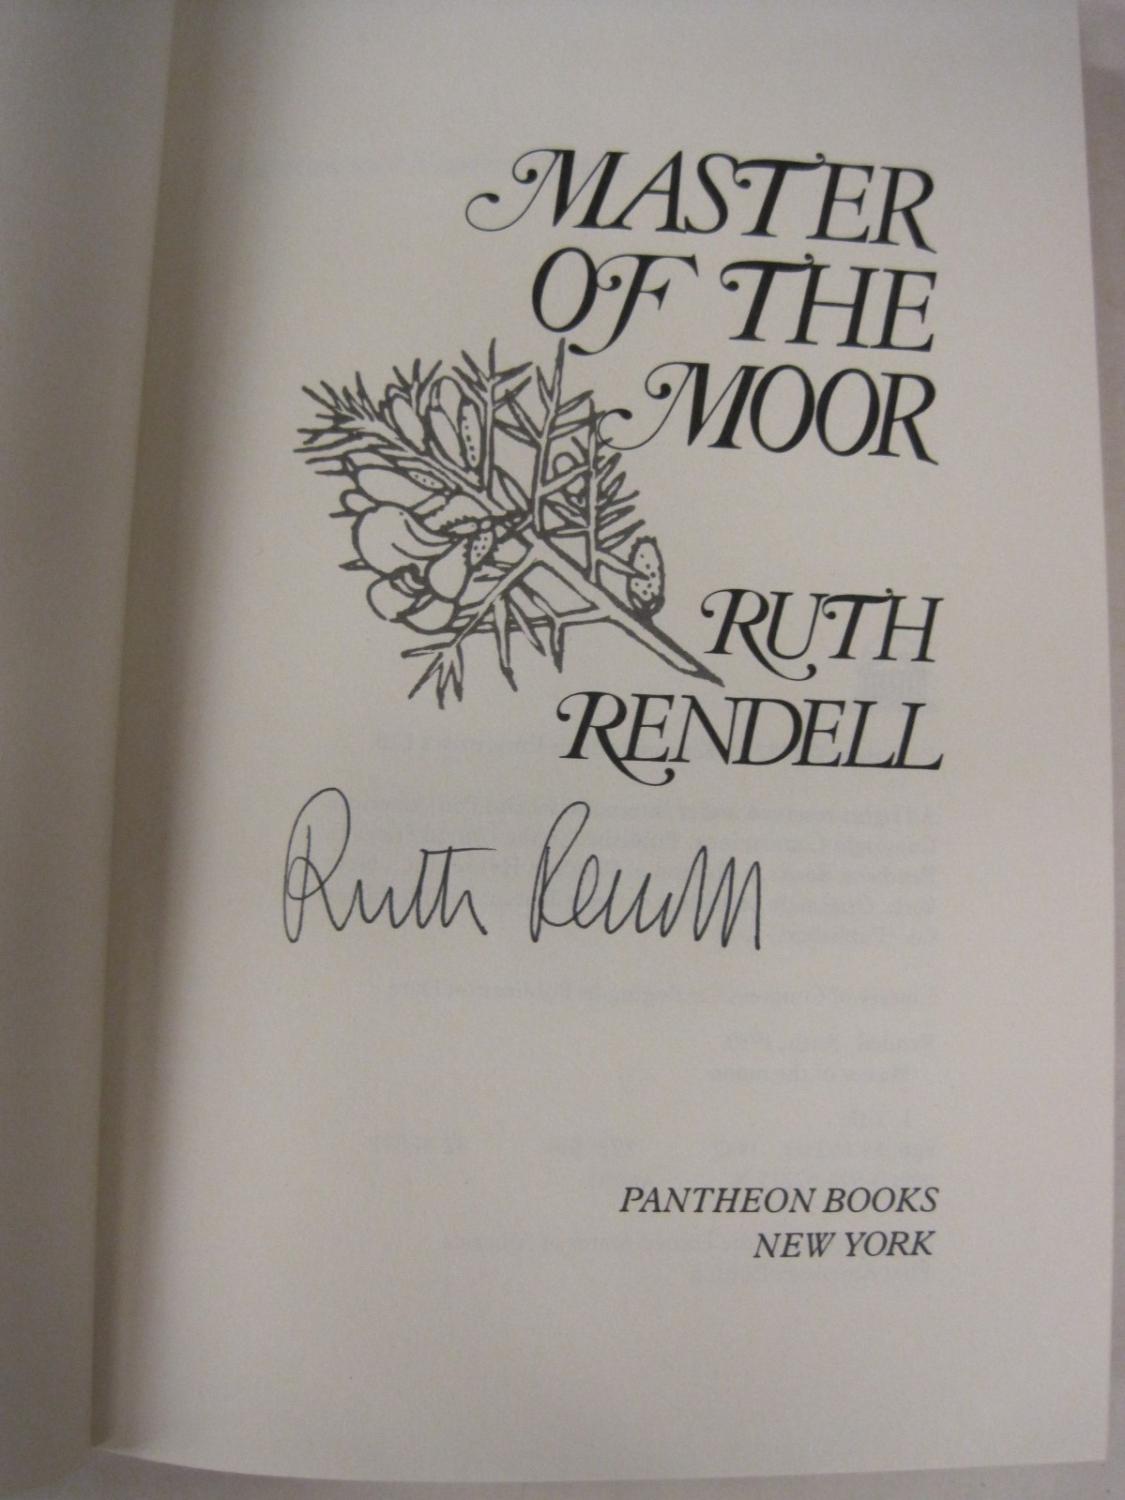 MASTER
OF THE
MOOR
RUTH
RENDELL
Ruth Rendell
PANTHEON BOOKS
NEW YORK